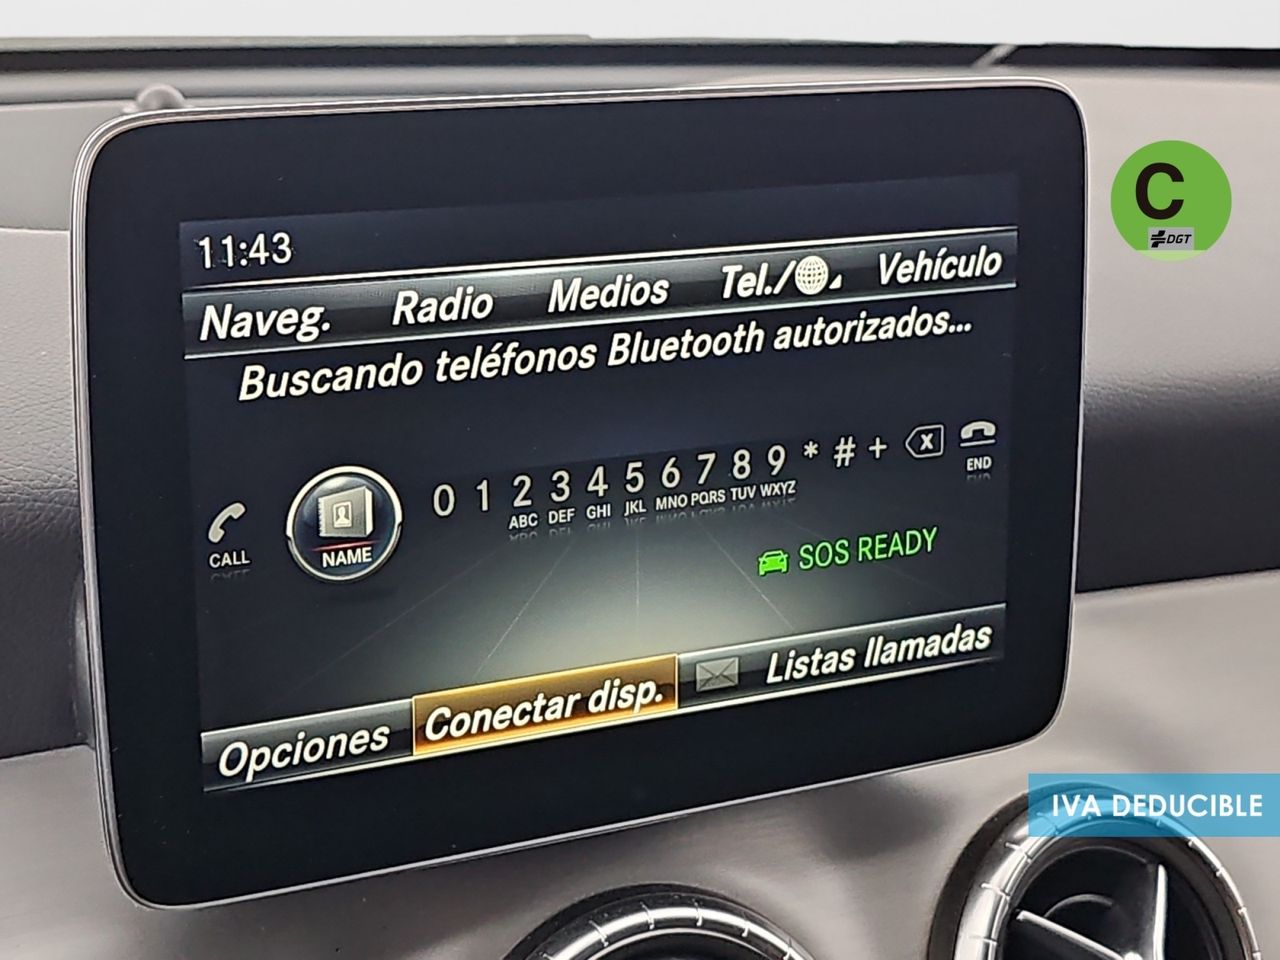 C
DGT
11:43
Naveg. Radio Medios Tel./ Vehículo
Buscando teléfonos Bluetooth autorizados...
0 1 2 3 4 5 6 7 8 9 * # +
ABC DEF GHI JKL MNO PQRS TUV WXYZ
CALL
NAME
END
SOS READY
Opciones Conectar disp. Listas llamadas
IVA DEDUCIBLE